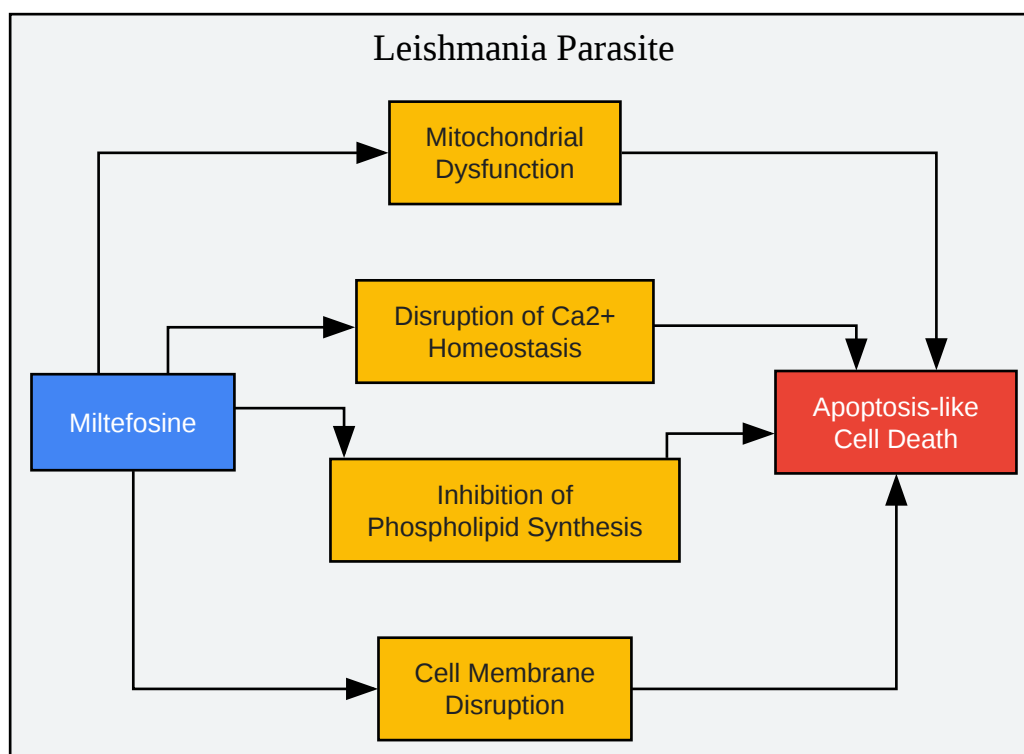 Leishmania Parasite
Mitochondrial
Dysfunction
Disruption of Ca2+
Homeostasis
Miltefosine
Apoptosis-like
Cell Death
Inhibition of
Phospholipid Synthesis
Cell Membrane
Disruption